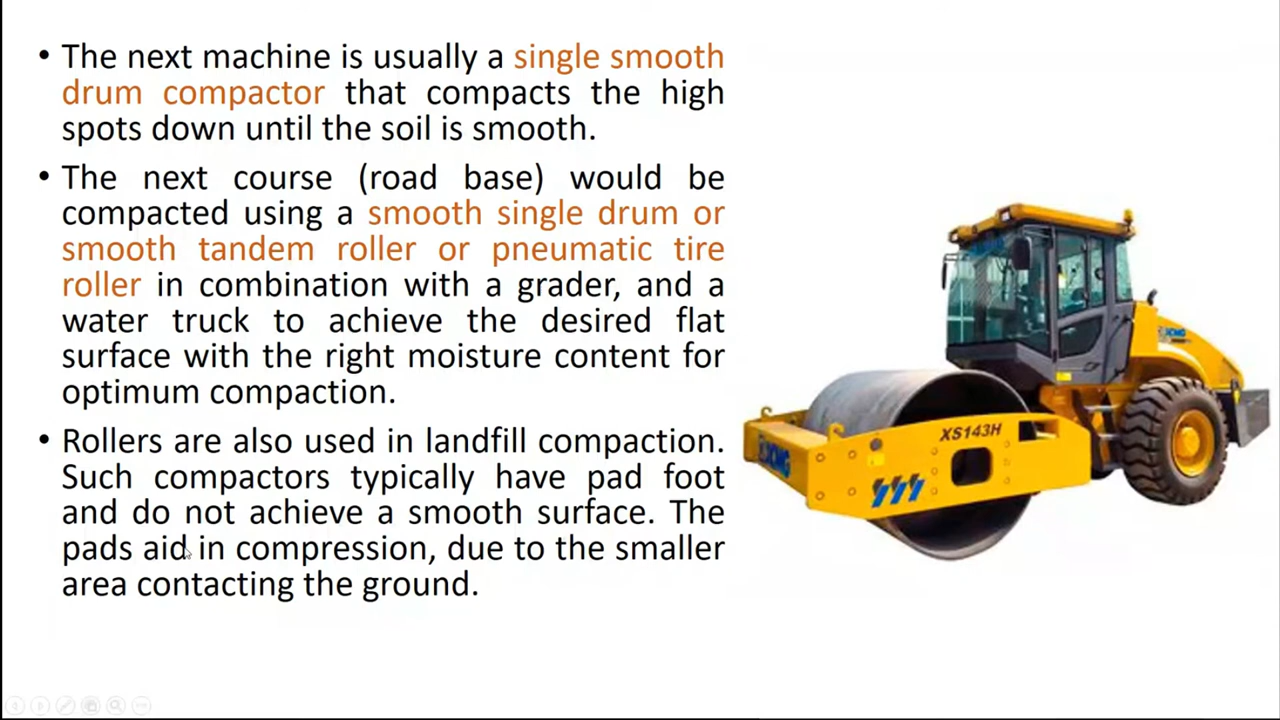 • The next machine is usually a single smooth
drum compactor that compacts the high
spots down until the soil is smooth.
• The next course (road base) would be
compacted using a smooth single drum or
smooth tandem roller or pneumatic tire
roller in combination with a grader, and a
water truck to achieve the desired flat
surface with the right moisture content for
optimum compaction.
• Rollers are also used in landfill compaction.
Such compactors typically have pad foot
and do not achieve a smooth surface. The
pads aid in compression, due to the smaller
area contacting the ground.
XCMG
XS143H
XCMG